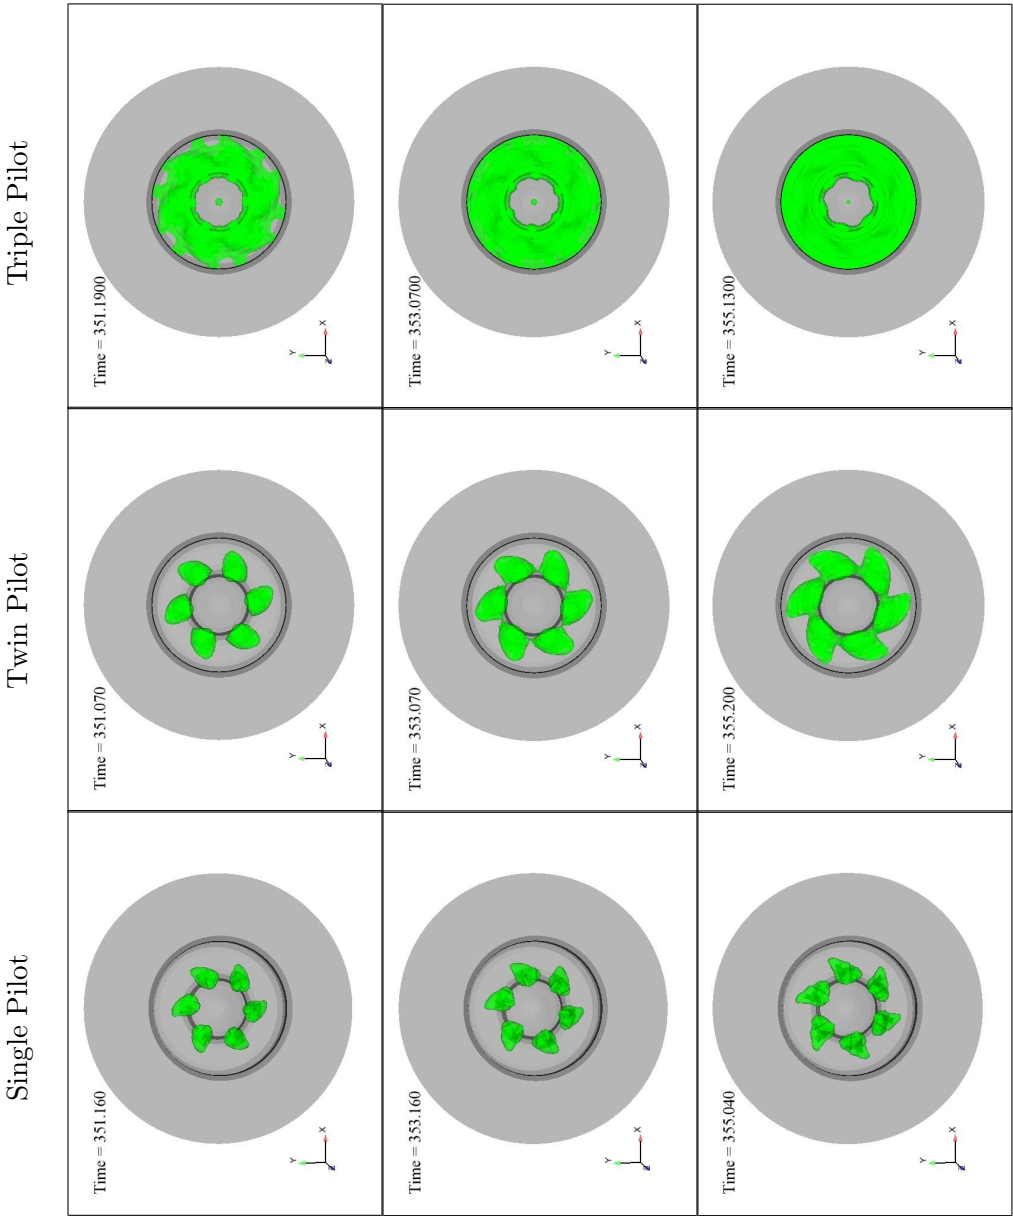 Triple Pilot
Time = 351.1900
Y
X
Z
Time = 353.0700
Y
X
Z
Time = 355.1300
Y
X
Z
Twin Pilot
Time = 351.070
Y
X
Z
Time = 353.070
Y
X
Z
Time = 355.200
Y
X
Z
Single Pilot
Time = 351.160
Y
X
Z
Time = 353.160
Y
X
Z
Time = 355.040
Y
X
Z